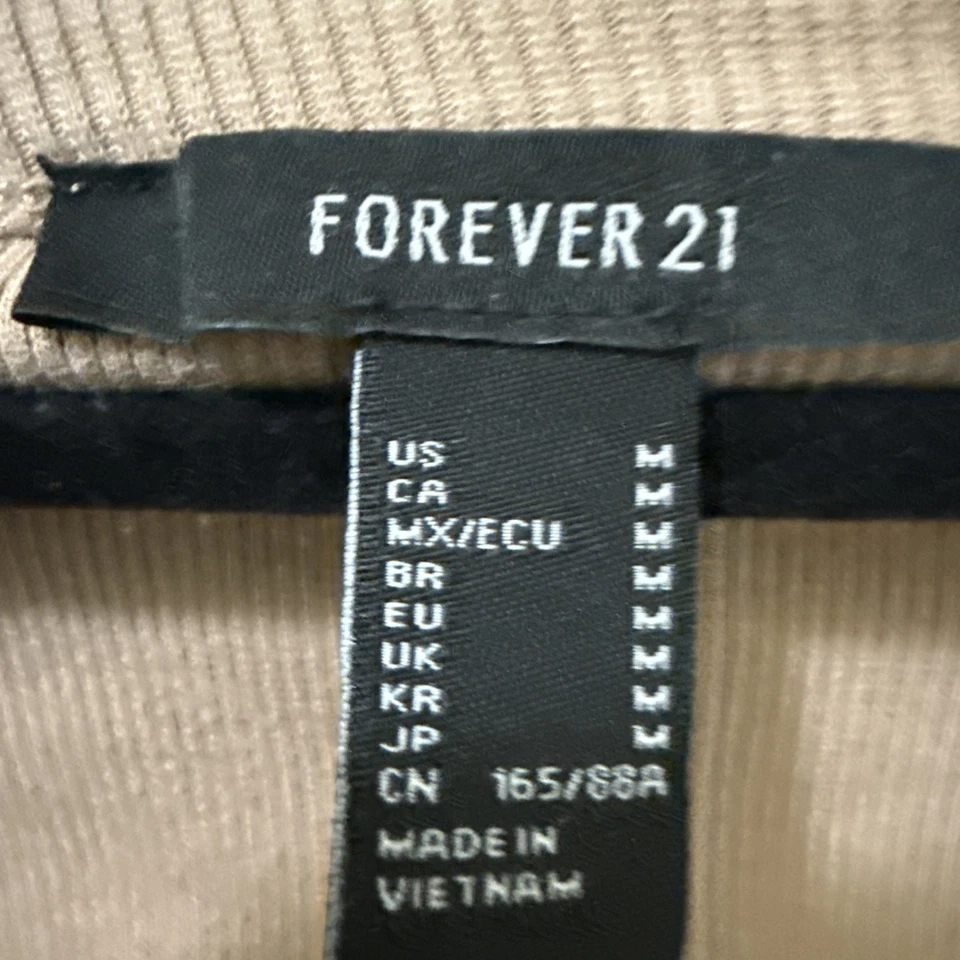 FOREVER 21
US M
CA M
MX/ECU M
BR M
EU M
UK M
KR M
JP M
CN 165/88A
MADE IN
VIETNAM